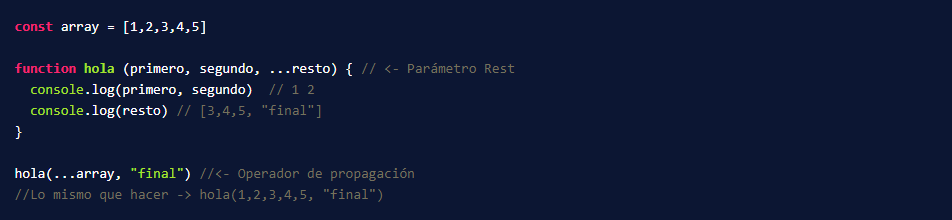 const array = [1,2,3,4,5]
function hola (primero, segundo, ...resto) { // <- Parámetro Rest
console.log(primero, segundo)  // 1 2
console.log(resto) // [3,4,5, "final"]
}
hola(...array, "final") //<- Operador de propagación
//Lo mismo que hacer -> hola(1,2,3,4,5, "final")